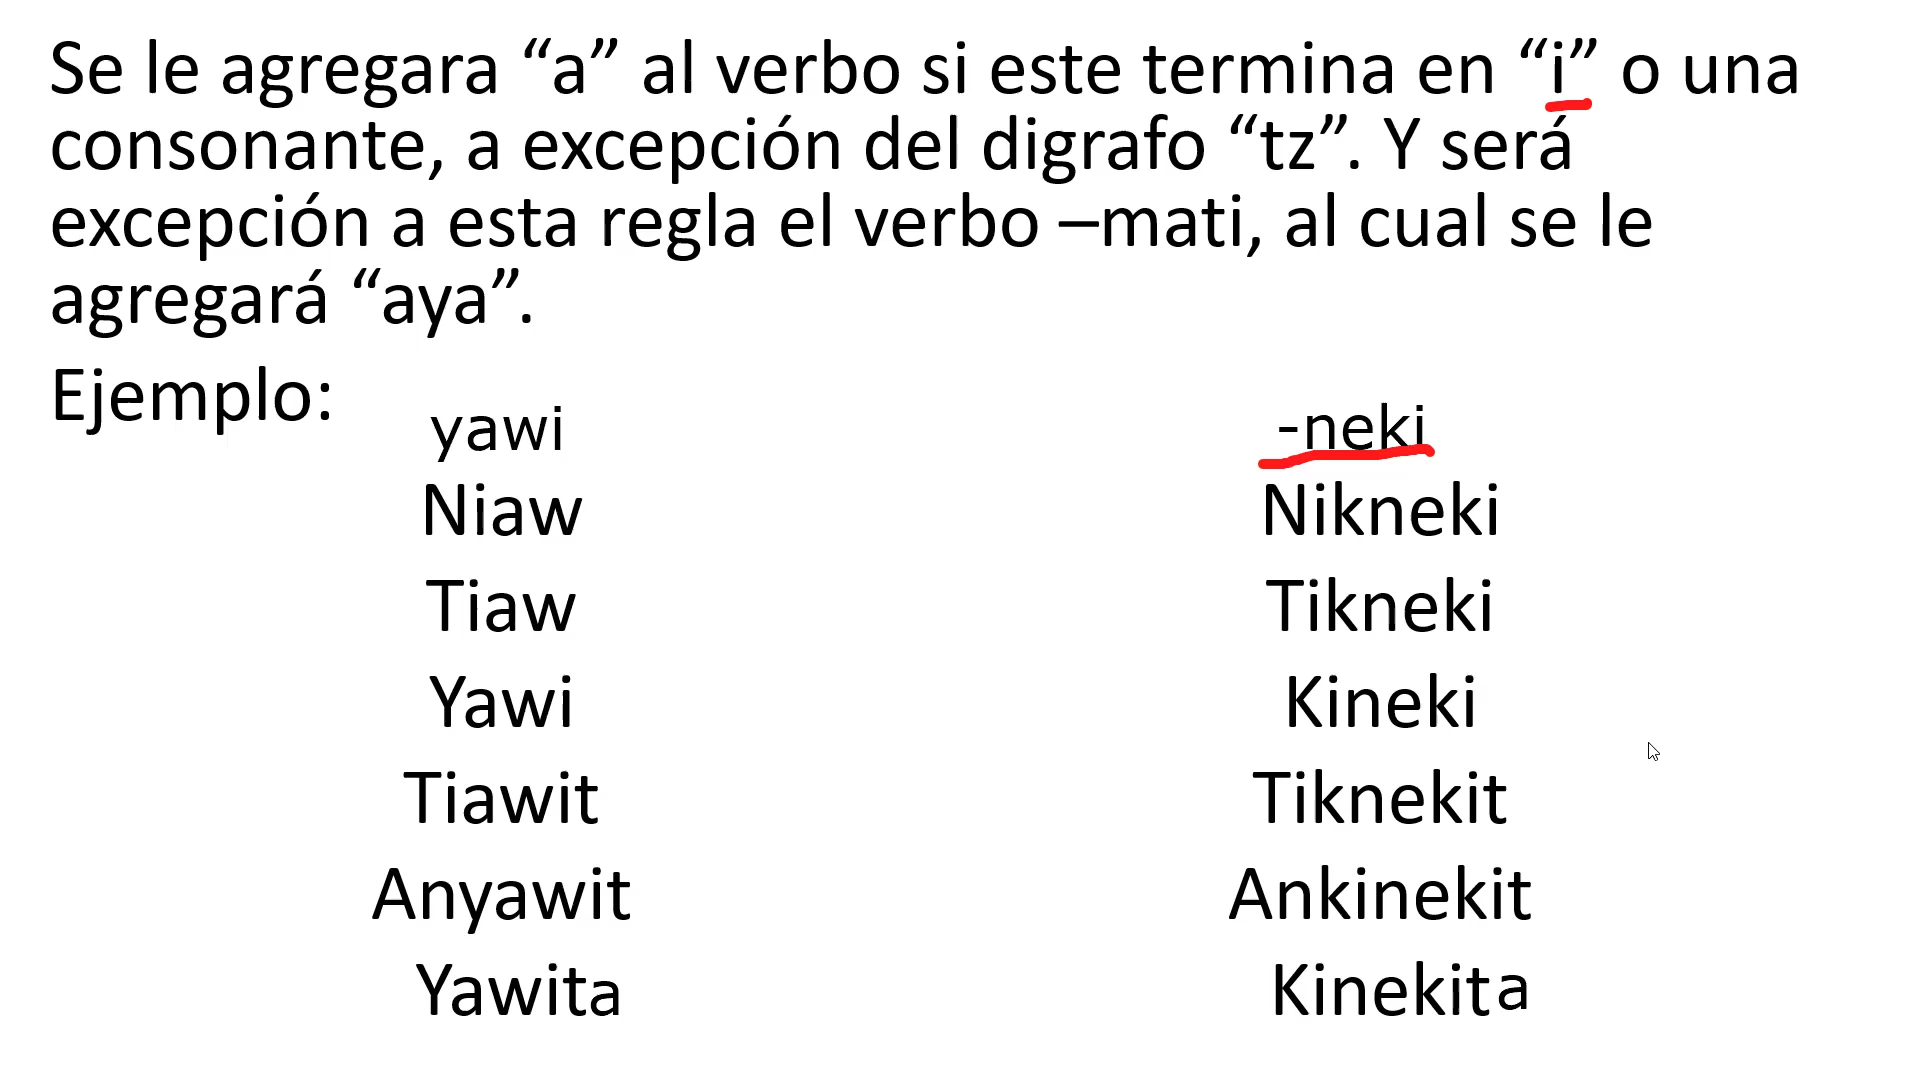 Se le agregara “a” al verbo si este termina en “i” o una
consonante, a excepción del digrafo “tz”. Y será
excepción a esta regla el verbo –mati, al cual se le
agregará “aya”.
Ejemplo:
yawi
Niaw
Tiaw
Yawi
Tiawit
Anyawit
Yawita
-neki
Nikneki
Tikneki
Kineki
Tiknekit
Ankinekit
Kinekita